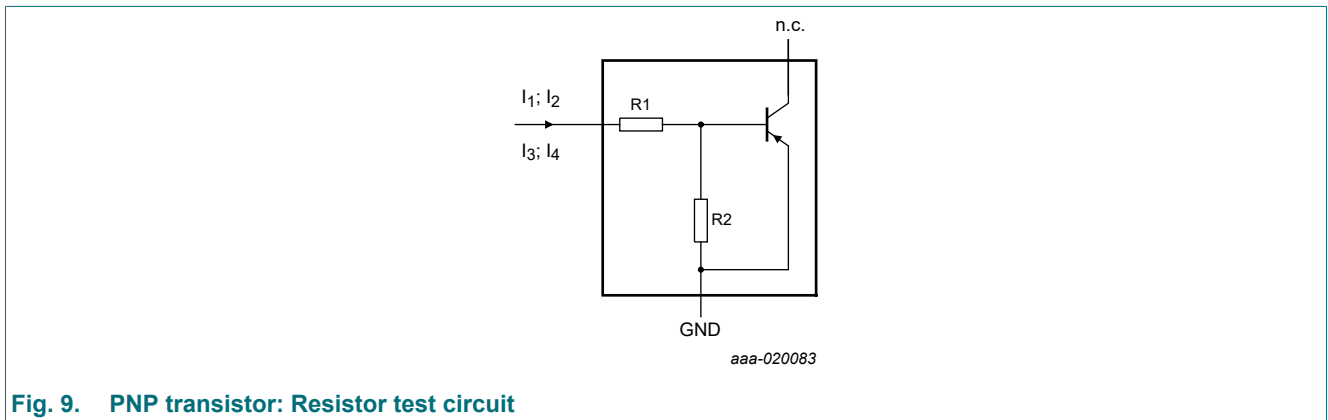 n.c.
I1; I2
R1
I3; I4
R2
GND
aaa-020083
Fig. 9. PNP transistor: Resistor test circuit